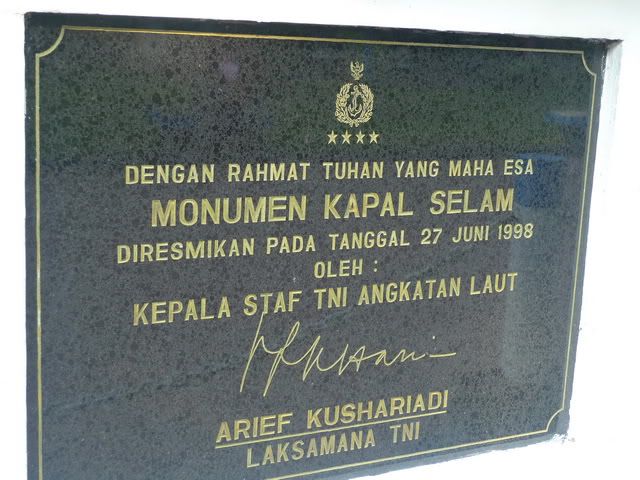 DENGAN RAHMAT TUHAN YANG MAHA ESA
MONUMEN KAPAL SELAM
DIRESMIKAN PADA TANGGAL 27 JUNI 1998
OLEH :
KEPALA STAF TNI ANGKATAN LAUT
ARIEF KUSHARIADI
LAKSAMANA TNI